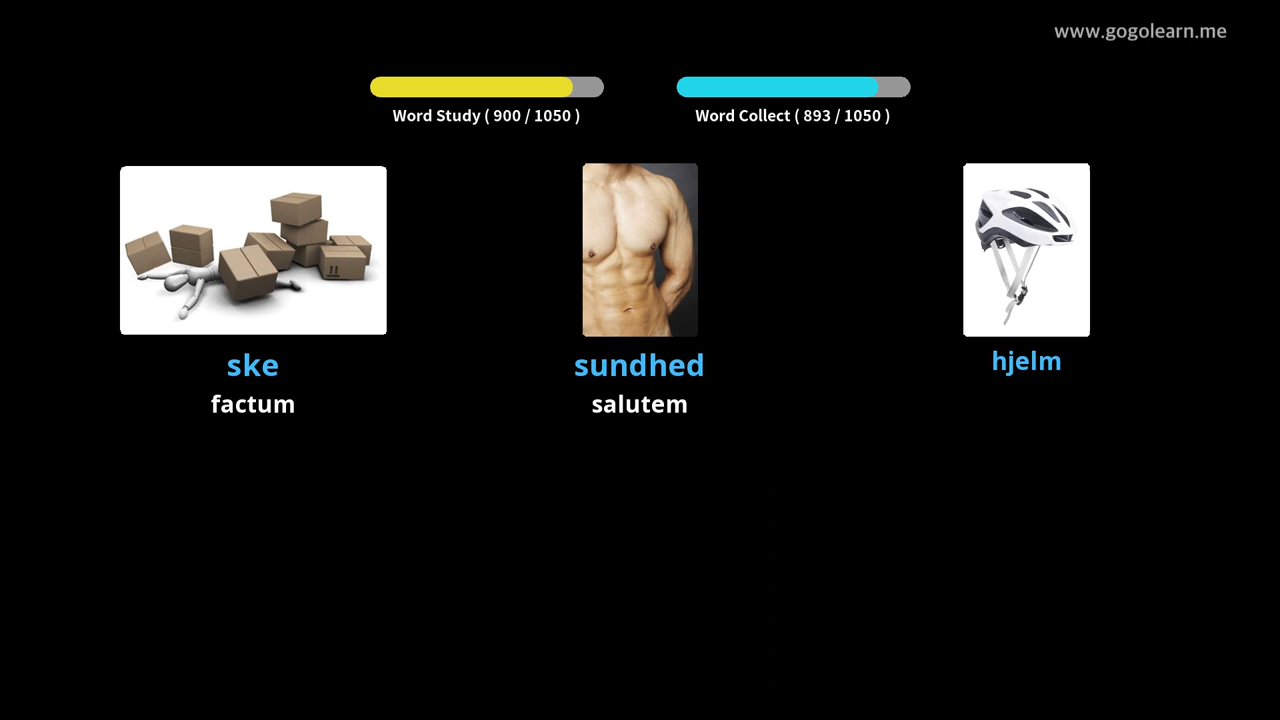 www.gogolearn.me
Word Study ( 900 / 1050 )
Word Collect ( 893 / 1050 )
ske
factum
sundhed
salutem
hjelm